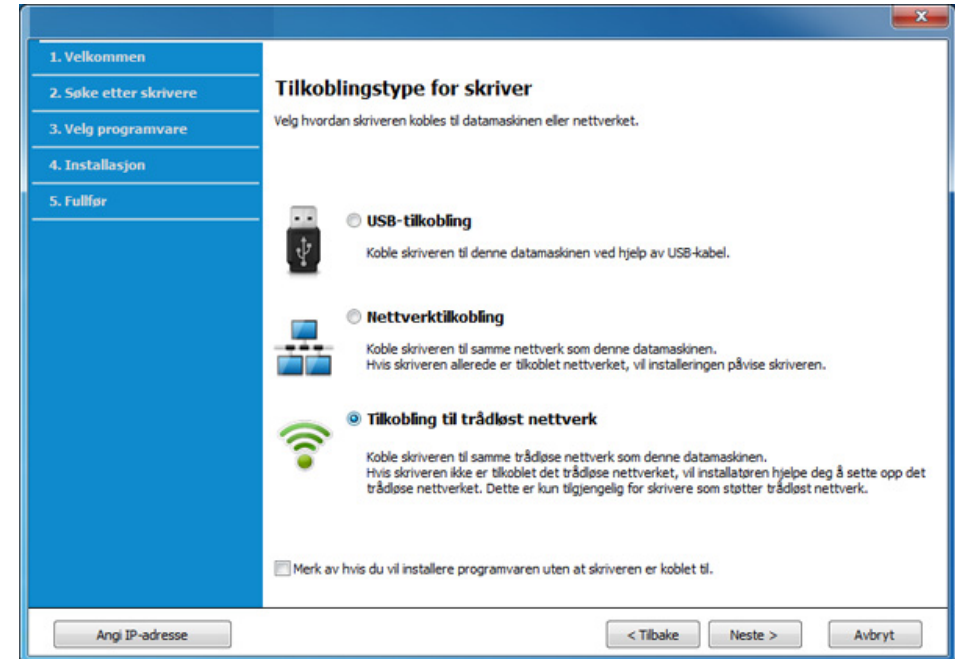 1. Velkommen
2. Søke etter skrivere
3. Velg programvare
4. Installasjon
5. Fullfør
Tilkoblingstype for skriver
Velg hvordan skriveren kobles til datamaskinen eller nettverket.
USB-tilkobling
Koble skriveren til denne datamaskinen ved hjelp av USB-kabel.
Nettverktilkobling
Koble skriveren til samme nettverk som denne datamaskinen.
Hvis skriveren allerede er tilkoblet nettverket, vil installeringen påvise skriveren.
Tilkobling til trådløst nettverk
Koble skriveren til samme trådløse nettverk som denne datamaskinen.
Hvis skriveren ikke er tilkoblet det trådløse nettverket, vil installatøren hjelpe deg å sette opp det
trådløse nettverket. Dette er kun tilgjengelig for skrivere som støtter trådløst nettverk.
Merk av hvis du vil installere programvaren uten at skriveren er koblet til.
Angi IP-adresse
< Tilbake
Neste >
Avbryt